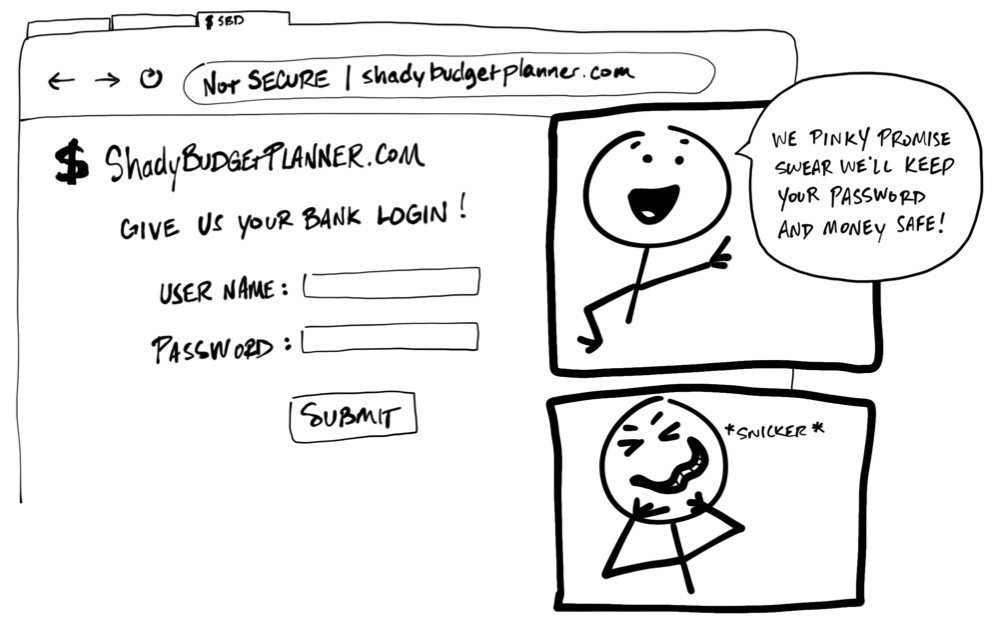 $ SBD
Not SECURE | shadybudgetplanner.com
$ ShadyBUDGETPLANNER.COM
GIVE US YOUR BANK LOGIN!
USER NAME:
PASSWORD:
SUBMIT
WE PINKY PROMISE
SWEAR WE'LL KEEP
YOUR PASSWORD
AND MONEY SAFE!
*SNICKER*